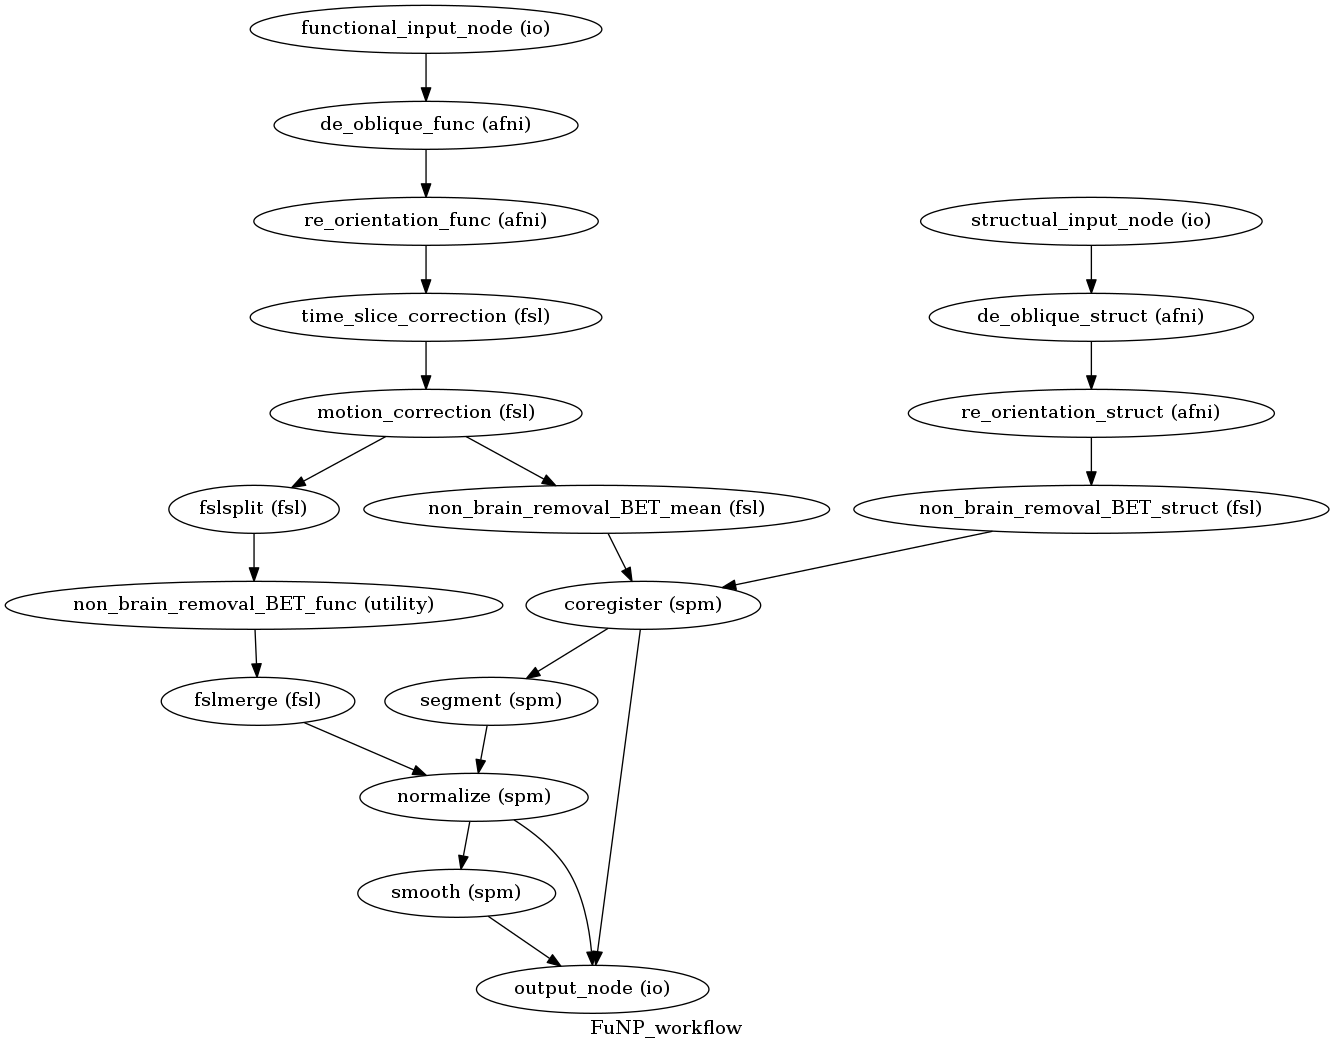 functional_input_node (io)
de_oblique_func (afni)
re_orientation_func (afni)
structual_input_node (io)
time_slice_correction (fsl)
de_oblique_struct (afni)
motion_correction (fsl)
re_orientation_struct (afni)
fslsplit (fsl)
non_brain_removal_BET_mean (fsl)
non_brain_removal_BET_struct (fsl)
non_brain_removal_BET_func (utility)
coregister (spm)
fslmerge (fsl)
segment (spm)
normalize (spm)
smooth (spm)
output_node (io)
FuNP_workflow